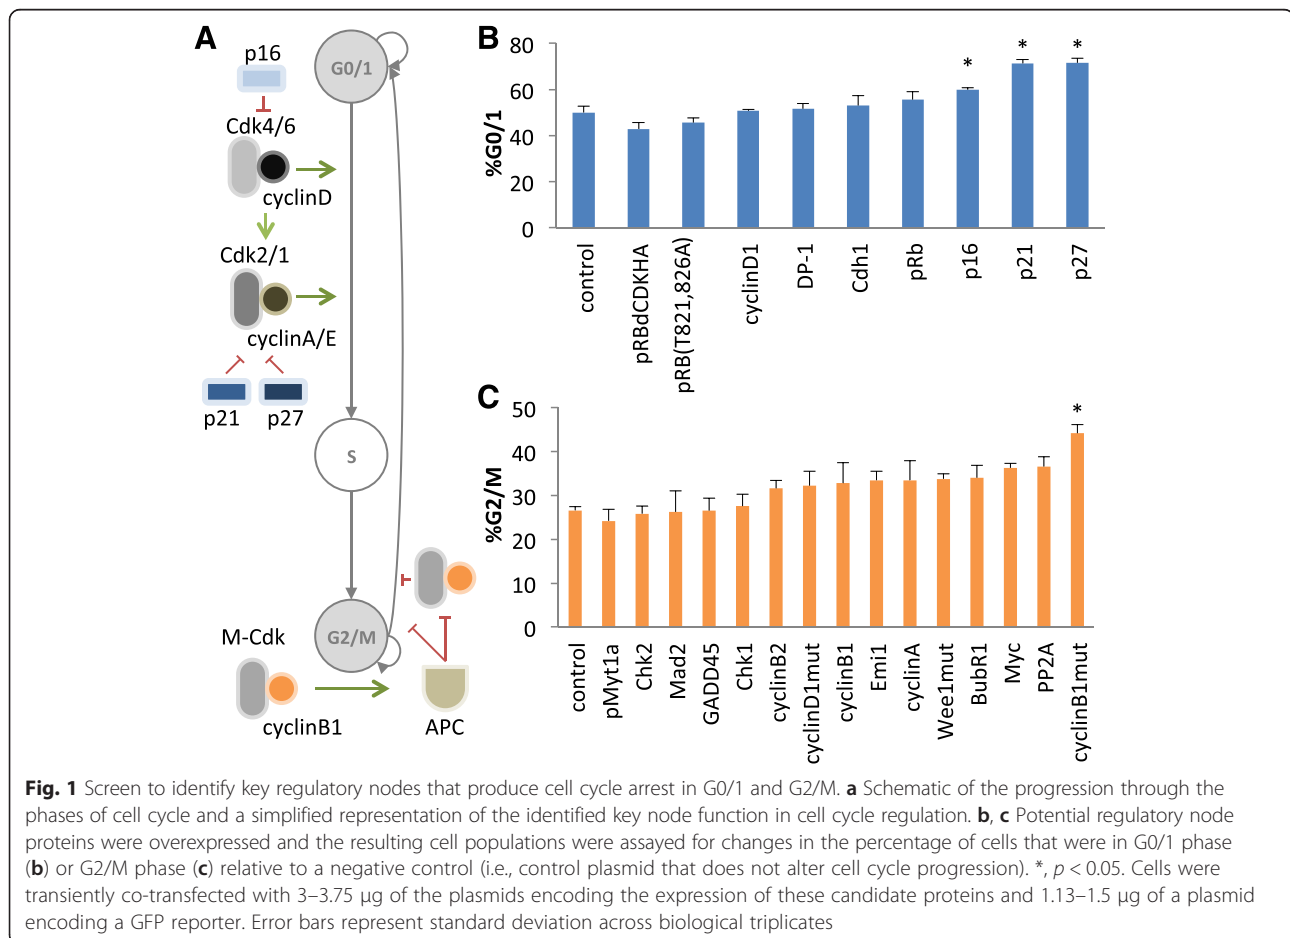 A
p16
Cdk4/6
cyclinD
Cdk2/1
cyclinA/E
p21 p27
G0/1
S
G2/M
M-Cdk
cyclinB1
APC
B
%G0/1
80
60
40
20
0
control
pRBdCDKHA
pRB(T821,826A)
cyclinD1
DP-1
Cdh1
pRb
p16
p21
p27
* * *
C
%G2/M
50
40
30
20
10
0
control
pMyt1a
Chk2
Mad2
GADD45
Chk1
cyclinB2
cyclinD1mut
cyclinB1
Emi1
cyclinA
Wee1mut
BubR1
Myc
PP2A
cyclinB1mut
*
Fig. 1 Screen to identify key regulatory nodes that produce cell cycle arrest in G0/1 and G2/M. a Schematic of the progression through the
phases of cell cycle and a simplified representation of the identified key node function in cell cycle regulation. b, c Potential regulatory node
proteins were overexpressed and the resulting cell populations were assayed for changes in the percentage of cells that were in G0/1 phase
(b) or G2/M phase (c) relative to a negative control (i.e., control plasmid that does not alter cell cycle progression). *, p < 0.05. Cells were
transiently co-transfected with 3–3.75 μg of the plasmids encoding the expression of these candidate proteins and 1.13–1.5 μg of a plasmid
encoding a GFP reporter. Error bars represent standard deviation across biological triplicates